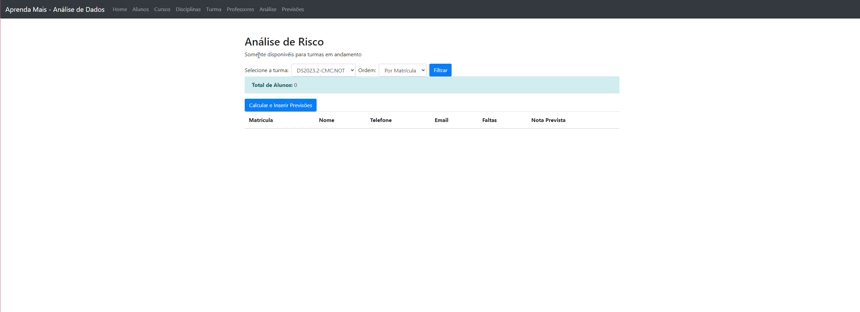 Aprenda Mais - Análise de Dados Home Alunos Cursos Disciplinas Turma Professores Análise Previsões
Análise de Risco
Somente disponivéis para turmas em andamento
Selecione a turma: DS2023.2-CMC.NOT Ordem: Por Matrícula Filtrar
Total de Alunos: 0
Calcular e Inserir Previsões
Matrícula Nome Telefone Email Faltas Nota Prevista